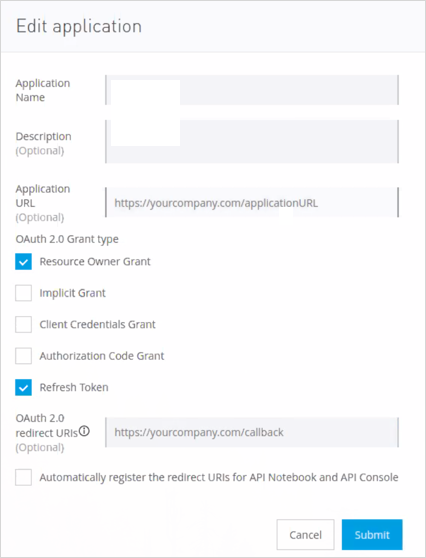 Edit application
Application
Name
Description
(Optional)
Application
URL
(Optional)
https://yourcompany.com/applicationURL
OAuth 2.0 Grant type
Resource Owner Grant
Implicit Grant
Client Credentials Grant
Authorization Code Grant
Refresh Token
OAuth 2.0
redirect URIs
(Optional)
https://yourcompany.com/callback
Automatically register the redirect URIs for API Notebook and API Console
Cancel
Submit